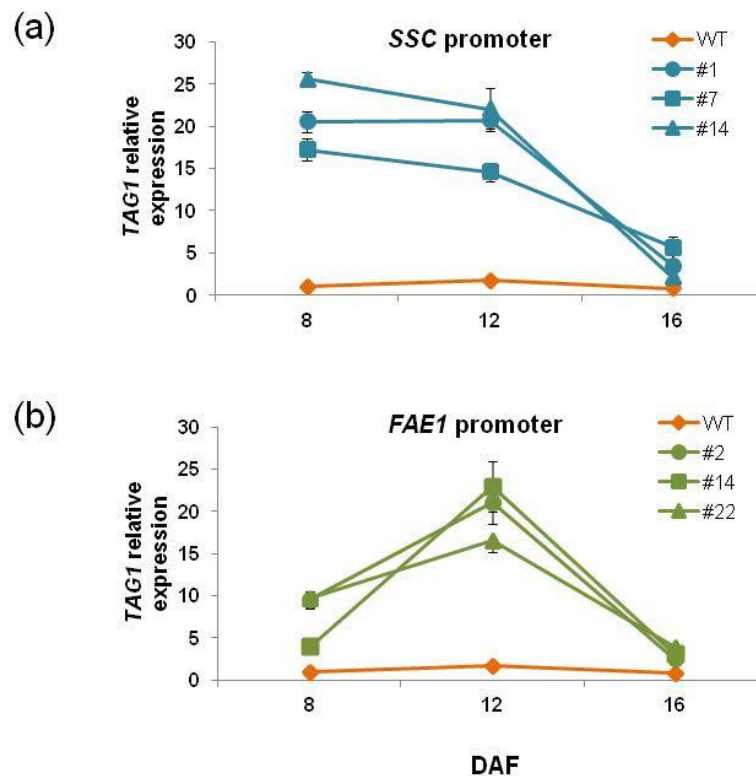 (a)
SSC promoter
WT
#1
#7
#14
TAG1 relative
expression
30
25
20
15
10
5
0
8
12
16
(b)
FAE1 promoter
WT
#2
#14
#22
TAG1 relative
expression
30
25
20
15
10
5
0
8
12
16
DAF